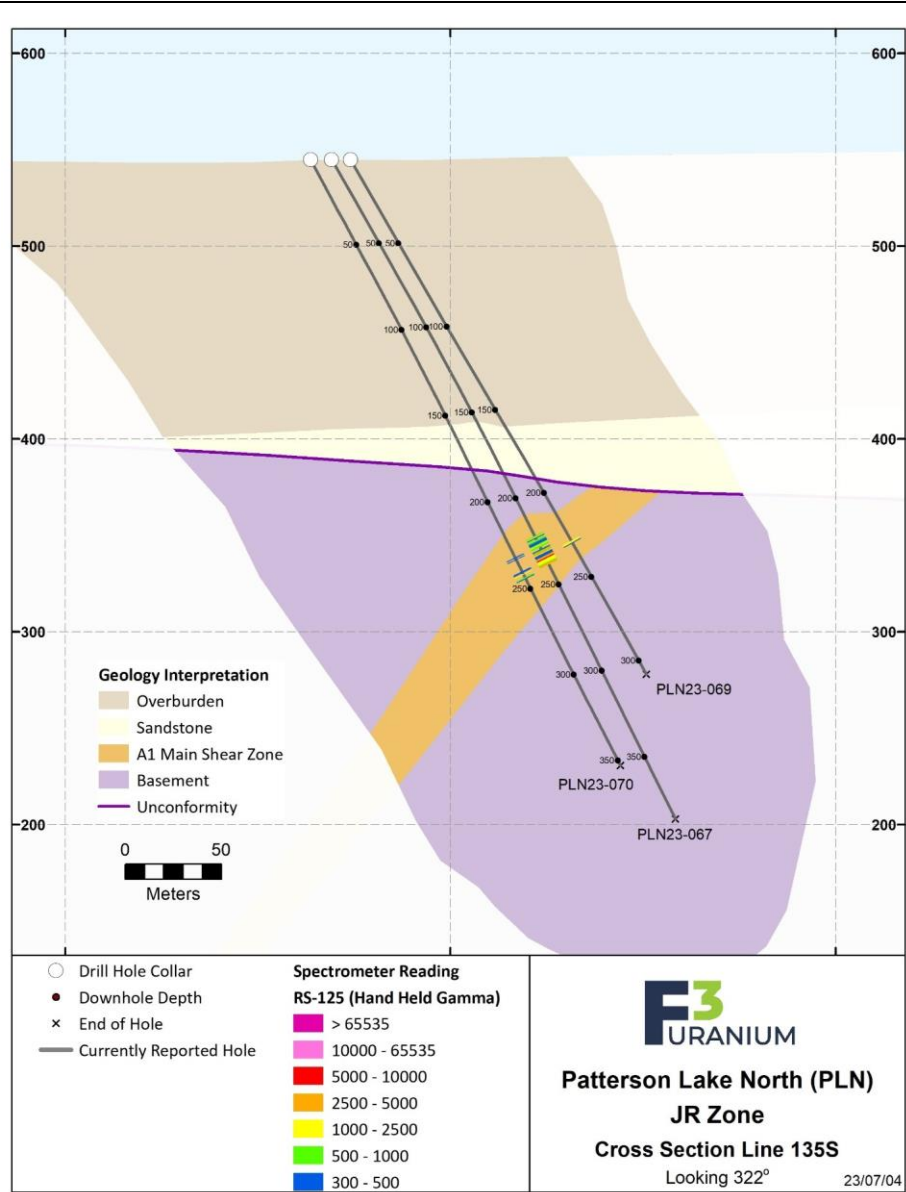 600
600
500
500
50
50
50
100
100
100
400
400
150
150
150
200
200
200
250
250
250
300
300
300
300
300
PLN23-069
350
350
PLN23-070
PLN23-067
200
200
Geology Interpretation
Overburden
Sandstone
A1 Main Shear Zone
Basement
Unconformity
0 50
Meters
Drill Hole Collar
Downhole Depth
End of Hole
Currently Reported Hole
Spectrometer Reading
RS-125 (Hand Held Gamma)
> 65535
10000 - 65535
5000 - 10000
2500 - 5000
1000 - 2500
500 - 1000
300 - 500
F3
URANIUM
Patterson Lake North (PLN)
JR Zone
Cross Section Line 135S
Looking 322°
23/07/04